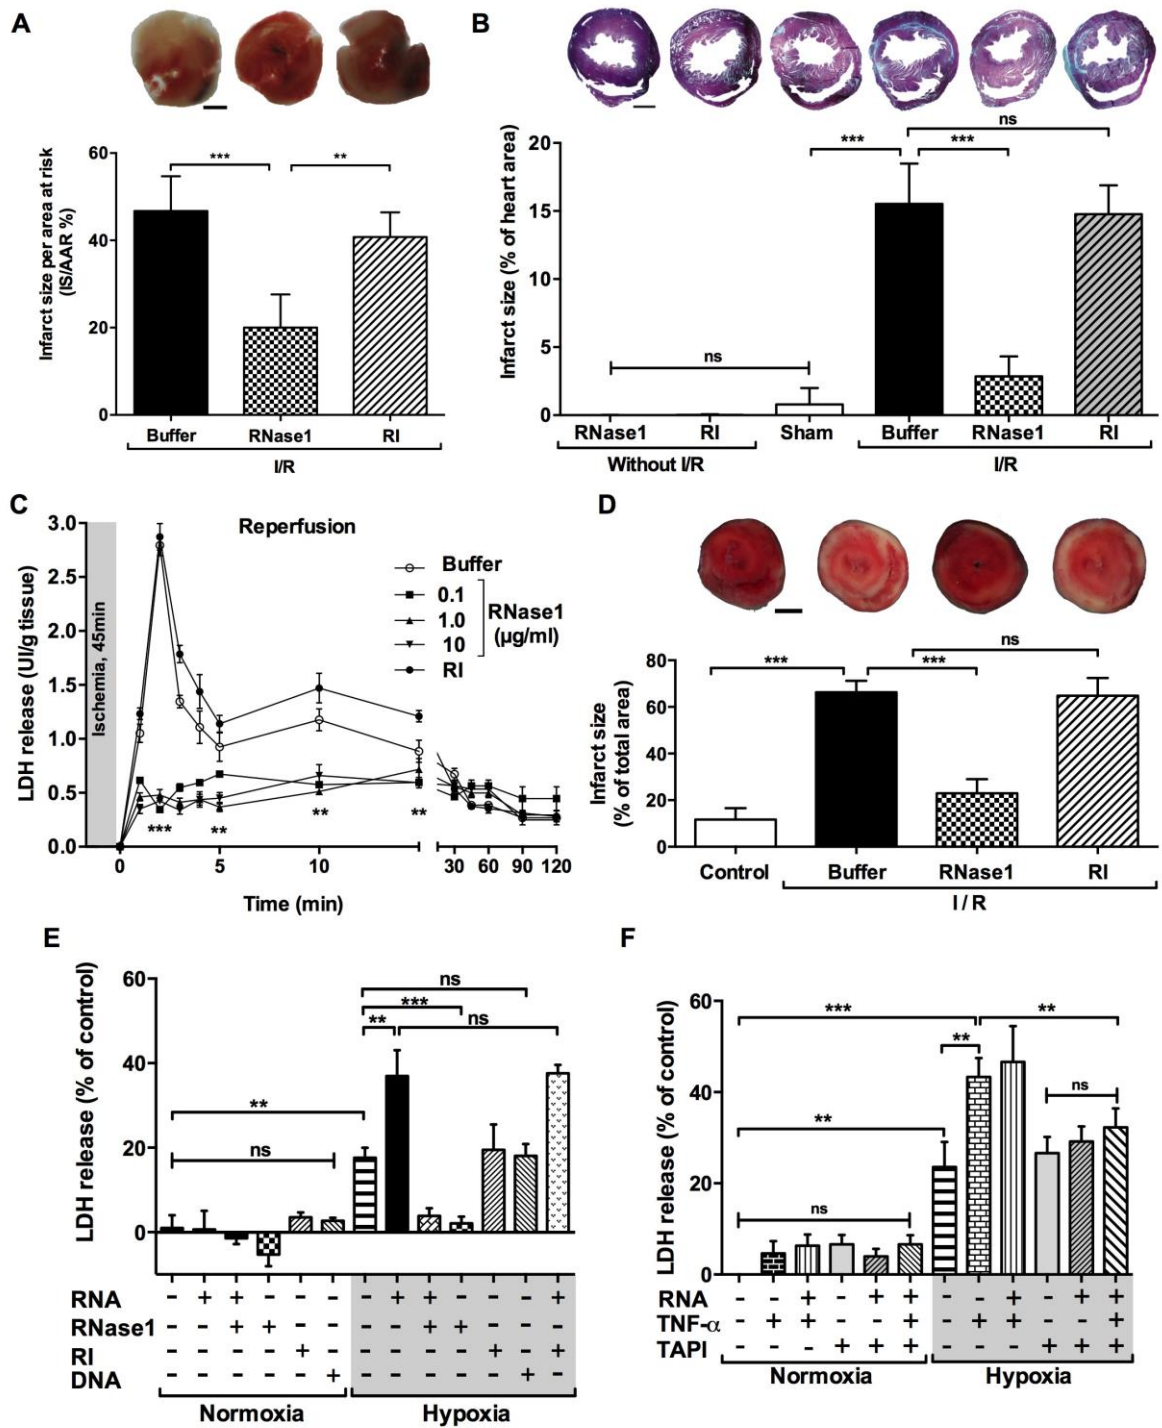 A
*** **
Infarct size per area at risk
(IS/AAR %)
60
40
20
0
Buffer RNase1 RI
I/R
B
ns
*** ***
ns
Infarct size (% of heart area)
20
15
10
5
0
RNase1 RI Sham Buffer RNase1 RI
Without I/R I/R
C
Reperfusion
Ischemia, 45min
LDH release (UI/g tissue)
3.0
2.5
2.0
1.5
1.0
0.5
0.0
Buffer
0.1
1.0
10
RNase1
(µg/ml)
RI
*** ** ** **
0 5 10 30 60 90 120
Time (min)
D
ns
*** ***
Infarct size
(% of total area)
80
60
40
20
0
Control Buffer RNase1 RI
I / R
E
LDH release (% of control)
60
40
20
0
ns
***
** ns
**
ns
RNA - + + - - - - + + - - - +
RNase1 - - + + - - - - + + - - -
RI - - - - + - - - - - + - +
DNA - - - - - + - - - - - + -
Normoxia Hypoxia
F
LDH release (% of control)
60
40
20
0
*** **
**
ns
**
ns
RNA - - + - + + - - + - + +
TNF-α - + + - - + - + + - - +
TAPI - - - + + + - - - + + +
Normoxia Hypoxia